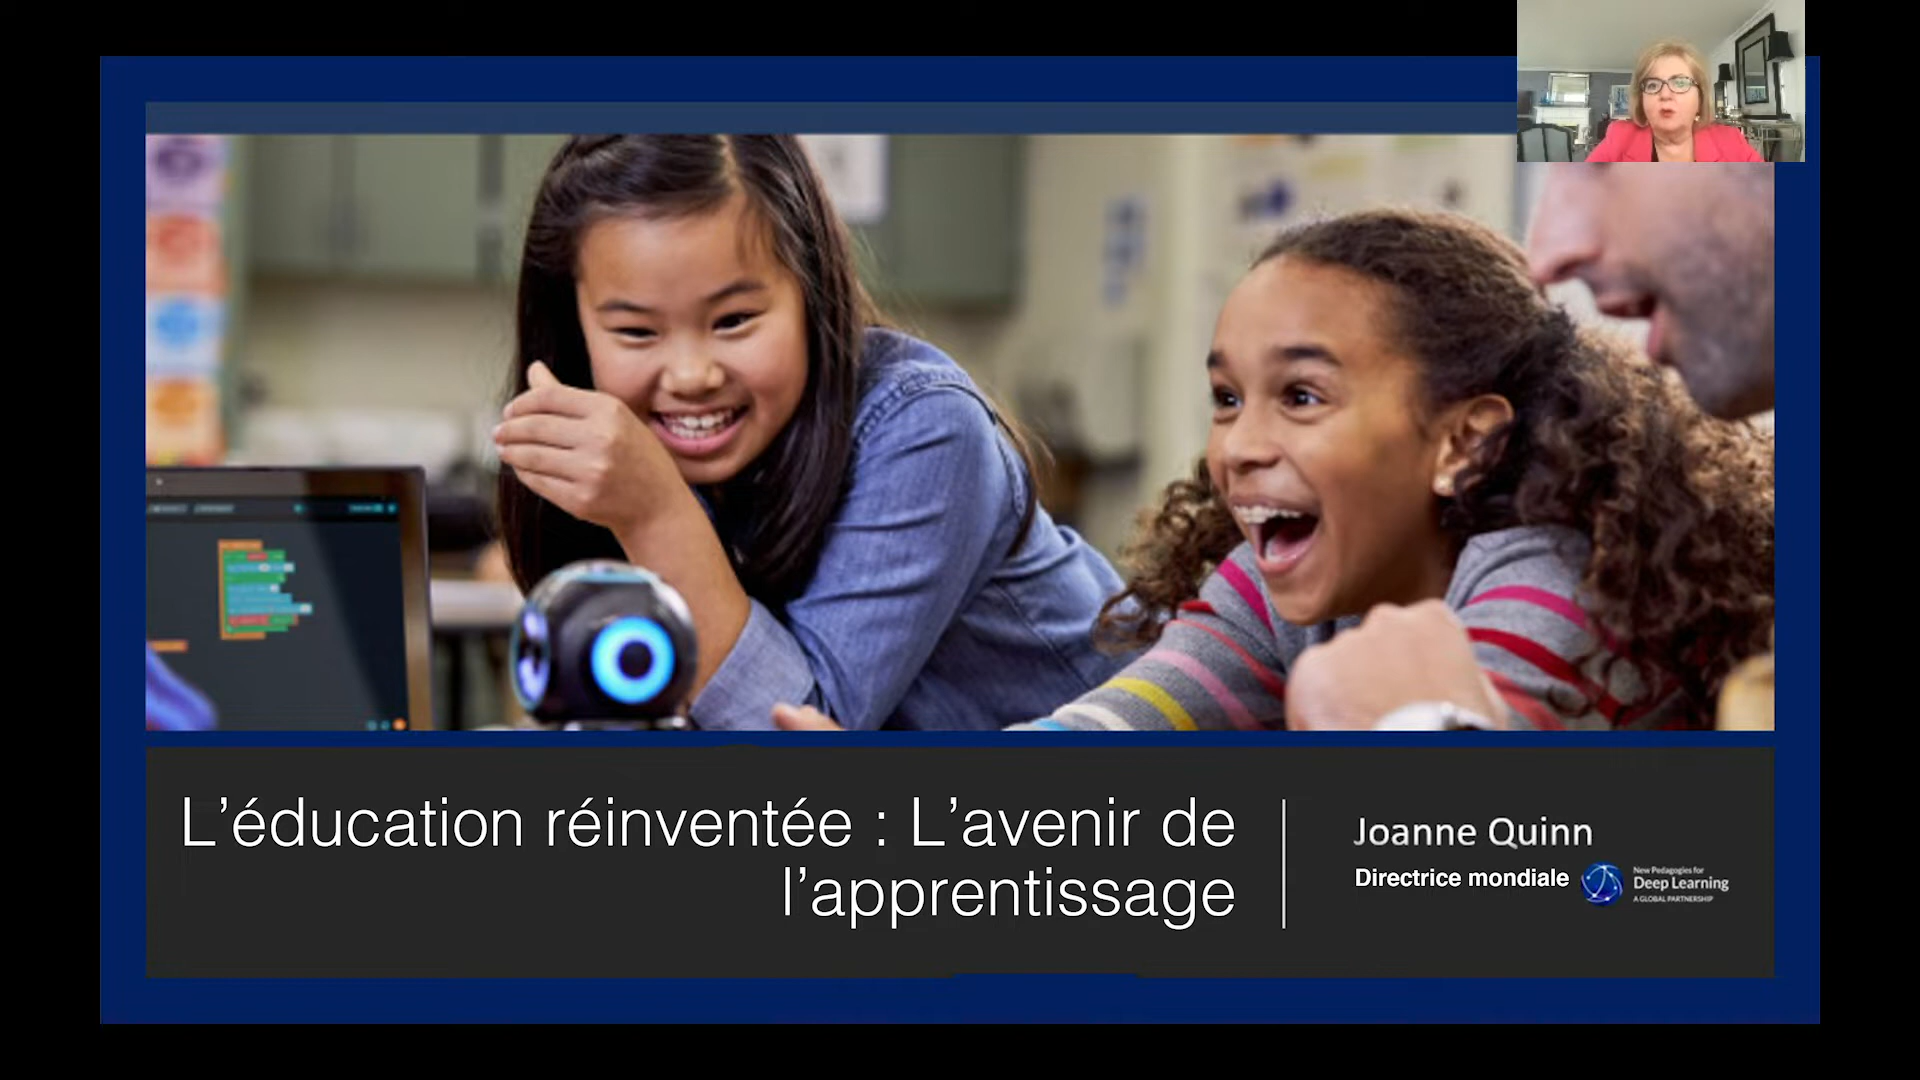 L’éducation réinventée : L’avenir de
l’apprentissage
Joanne Quinn
Directrice mondiale
New Pedagogies for
Deep Learning
A GLOBAL PARTNERSHIP